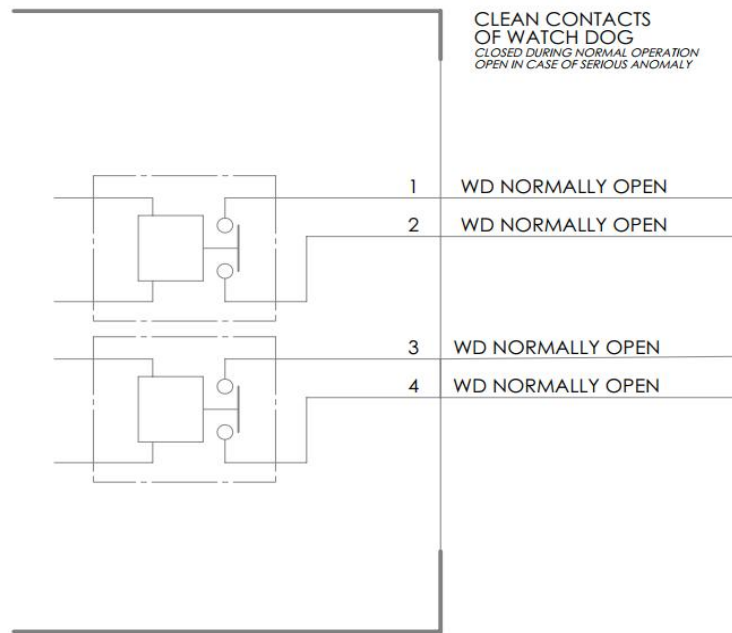 CLEAN CONTACTS
OF WATCH DOG
CLOSED DURING NORMAL OPERATION
OPEN IN CASE OF SERIOUS ANOMALY
1 WD NORMALLY OPEN
2 WD NORMALLY OPEN
3 WD NORMALLY OPEN
4 WD NORMALLY OPEN